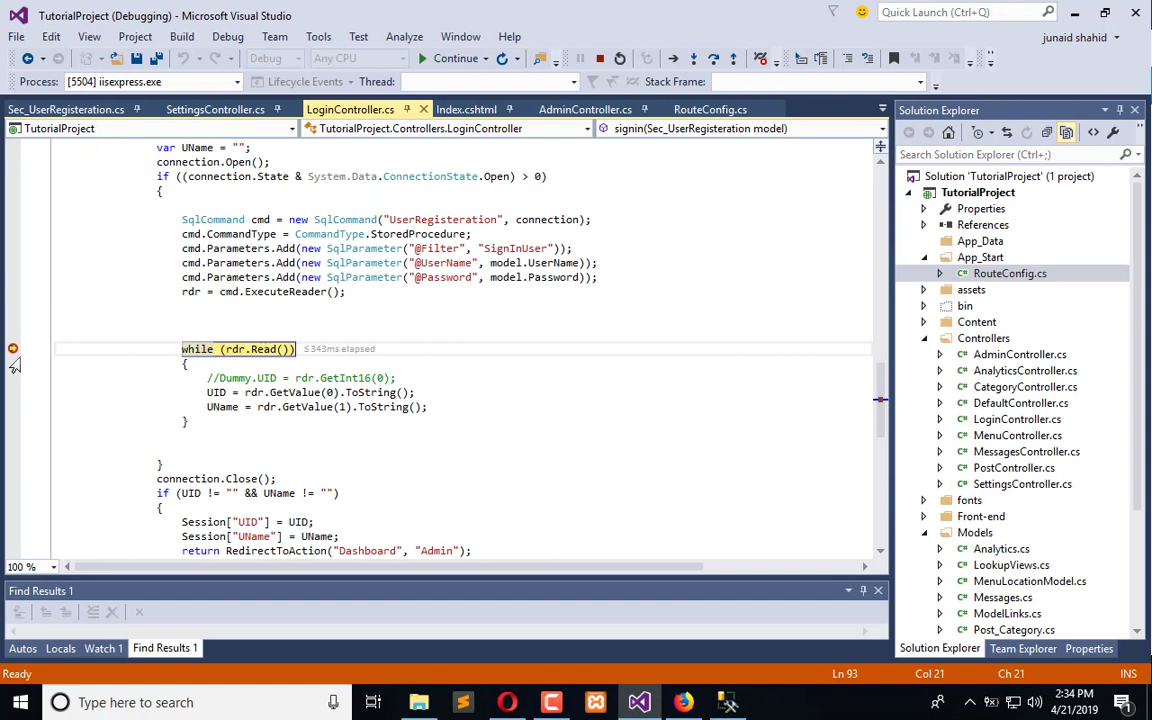 TutorialProject (Debugging) - Microsoft Visual Studio
Quick Launch (Ctrl+Q)
File Edit View Project Build Debug Team Tools Test Analyze Window Help
junaid shahid
Debug Any CPU Continue
Process: [5504] iisexpress.exe Lifecycle Events Thread: Stack Frame:
Sec_UserRegisteration.cs SettingsController.cs LoginController.cs Index.cshtml AdminController.cs RouteConfig.cs
TutorialProject TutorialProject.Controllers.LoginController signin(Sec_UserRegisteration model)
var UName = "";
connection.Open();
if ((connection.State & System.Data.ConnectionState.Open) > 0)
{
SqlCommand cmd = new SqlCommand("UserRegisteration", connection);
cmd.CommandType = CommandType.StoredProcedure;
cmd.Parameters.Add(new SqlParameter("@Filter", "SignInUser"));
cmd.Parameters.Add(new SqlParameter("@UserName", model.UserName));
cmd.Parameters.Add(new SqlParameter("@Password", model.Password));
rdr = cmd.ExecuteReader();
while (rdr.Read()) ≤343ms elapsed
{
//Dummy.UID = rdr.GetInt16(0);
UID = rdr.GetValue(0).ToString();
UName = rdr.GetValue(1).ToString();
}
}
connection.Close();
if (UID != "" && UName != "")
{
Session["UID"] = UID;
Session["UName"] = UName;
return RedirectToAction("Dashboard", "Admin");
100 %
Find Results 1
Autos Locals Watch 1 Find Results 1
Solution Explorer
Search Solution Explorer (Ctrl+;)
Solution 'TutorialProject' (1 project)
TutorialProject
Properties
References
App_Data
App_Start
RouteConfig.cs
assets
bin
Content
Controllers
AdminController.cs
AnalyticsController.cs
CategoryController.cs
DefaultController.cs
LoginController.cs
MenuController.cs
MessagesController.cs
PostController.cs
SettingsController.cs
fonts
Front-end
Models
Analytics.cs
LookupViews.cs
MenuLocationModel.cs
Messages.cs
ModelLinks.cs
Post_Category.cs
Solution Explorer Team Explorer Properties
Ready Ln 93 Col 21 Ch 21 INS
Type here to search
2:34 PM
4/21/2019
1